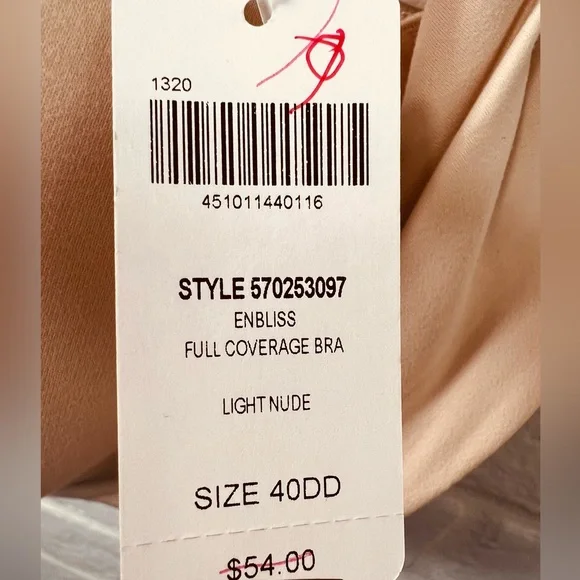 1320
451011440116
STYLE 570253097
ENBLISS
FULL COVERAGE BRA
LIGHT NUDE
SIZE 40DD
$54.00